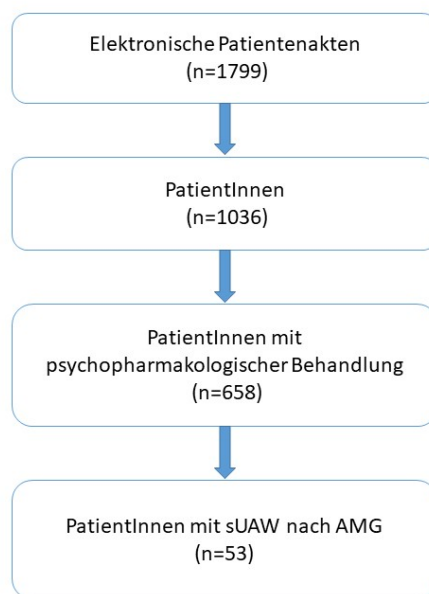 Elektronische Patientenakten
(n=1799)
PatientInnen
(n=1036)
PatientInnen mit
psychopharmakologischer Behandlung
(n=658)
PatientInnen mit sUAW nach AMG
(n=53)